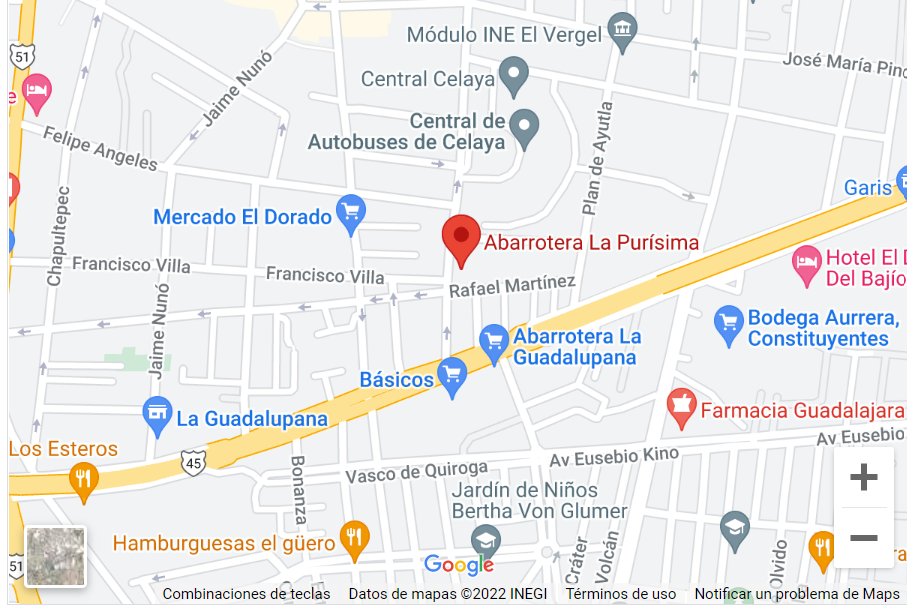 Módulo INE El Vergel
51
José María Pino
Central Celaya
Jaime Nunó
e
Central de
Autobuses de Celaya
Felipe Angeles
Plan de Ayutla
Garis
Chapultepec
Mercado El Dorado
Abarrotera La Purísima
Francisco Villa
Francisco Villa
Hotel El D
Del Bajío
Rafael Martínez
Jaime Nunó
Bodega Aurrera,
Constituyentes
Abarrotera La
Guadalupana
Básicos
La Guadalupana
Farmacia Guadalajara
Los Esteros
Av Eusebio
Av Eusebio Kino
45
Vasco de Quiroga
Bonanza
Jardín de Niños
Bertha Von Glumer
Hamburguesas el güero
Cráter
Volcán
Olvido
ra
51
Google
Combinaciones de teclas
Datos de mapas ©2022 INEGI
Términos de uso
Notificar un problema de Maps